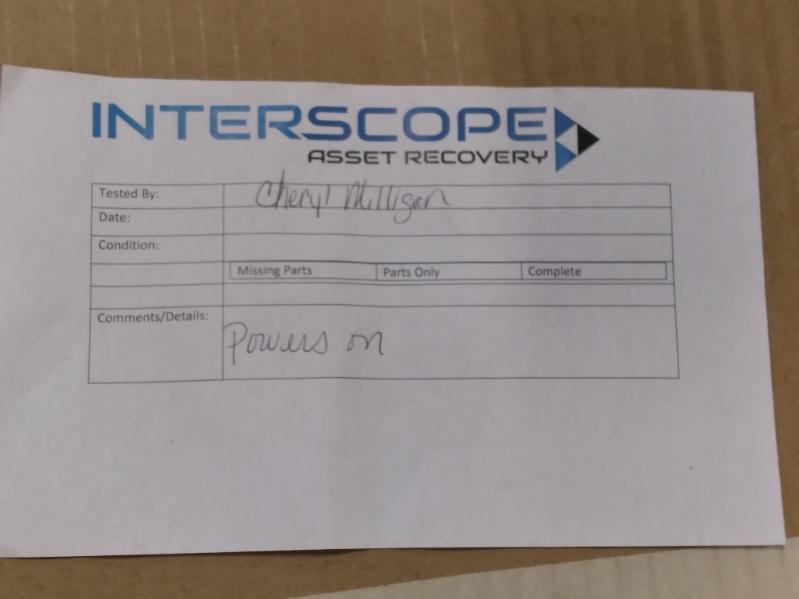 INTERSCOPE
ASSET RECOVERY
Tested By: Cheryl Milligan
Date:
Condition:
Missing Parts Parts Only Complete
Comments/Details: Powers on